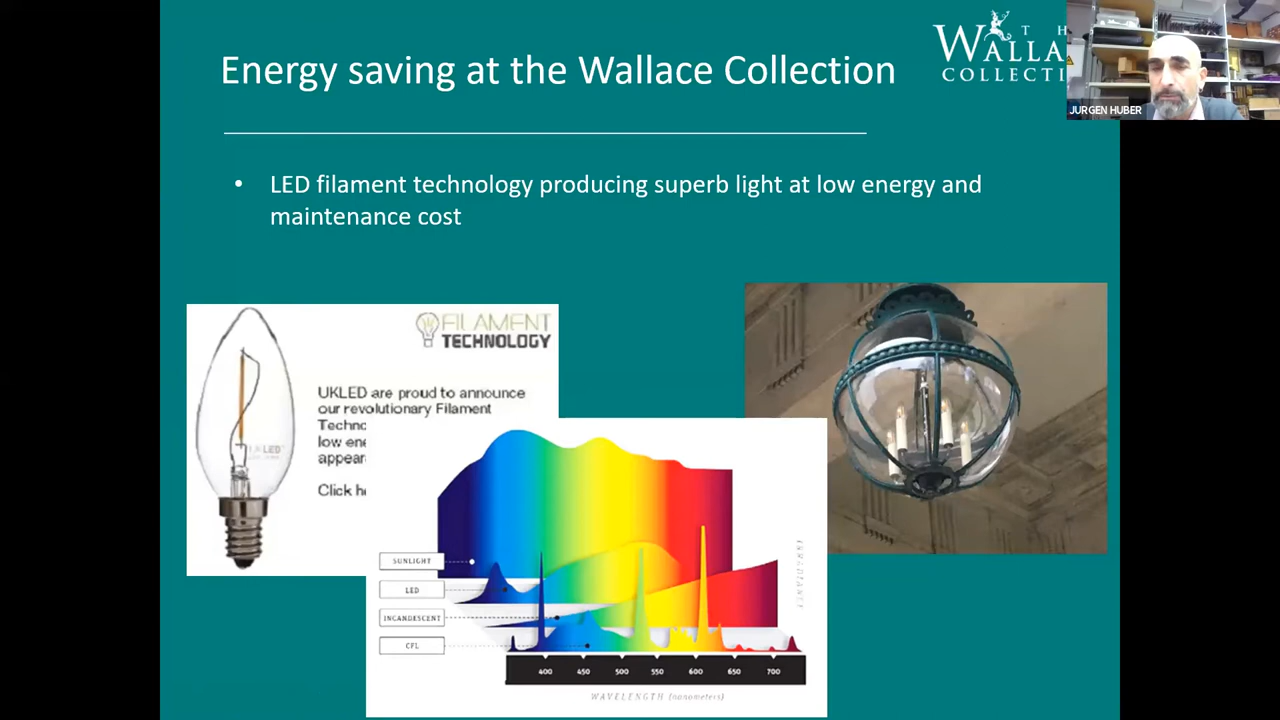 Energy saving at the Wallace Collection
T H
WALLA
COLLECTI
JURGEN HUBER
• LED filament technology producing superb light at low energy and
maintenance cost
FILAMENT
TECHNOLOGY
UKLED are proud to announce
our revolutionary Filament
Techno
low ene
appear
Click he
SUNLIGHT
LED
INCANDESCENT
CFL
400 450 500 550 600 650 700
WAVELENGTH (nanometers)